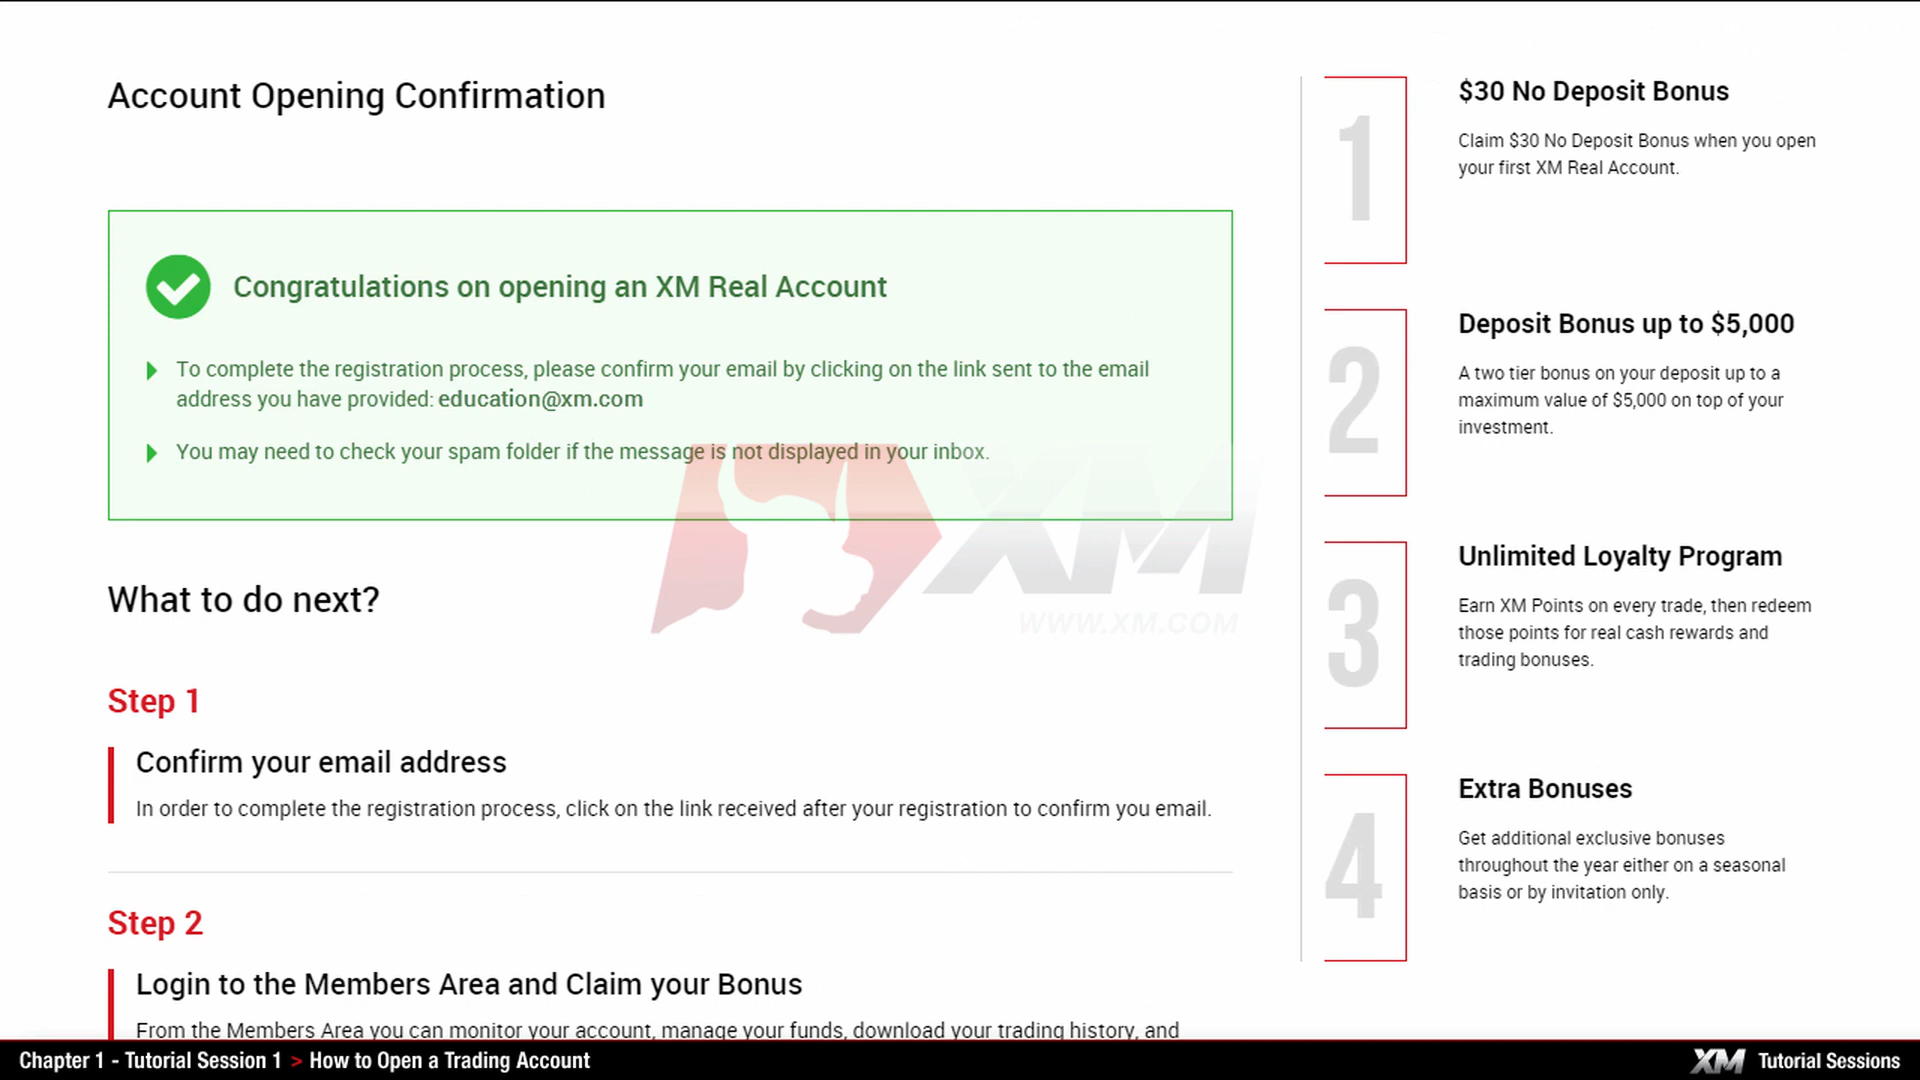 Account Opening Confirmation
Congratulations on opening an XM Real Account
To complete the registration process, please confirm your email by clicking on the link sent to the email
address you have provided: education@xm.com
You may need to check your spam folder if the message is not displayed in your inbox.
XM
WWW.XM.COM
What to do next?
Step 1
Confirm your email address
In order to complete the registration process, click on the link received after your registration to confirm you email.
Step 2
Login to the Members Area and Claim your Bonus
From the Members Area you can monitor your account, manage your funds, download your trading history, and
1
$30 No Deposit Bonus
Claim $30 No Deposit Bonus when you open
your first XM Real Account.
2
Deposit Bonus up to $5,000
A two tier bonus on your deposit up to a
maximum value of $5,000 on top of your
investment.
3
Unlimited Loyalty Program
Earn XM Points on every trade, then redeem
those points for real cash rewards and
trading bonuses.
4
Extra Bonuses
Get additional exclusive bonuses
throughout the year either on a seasonal
basis or by invitation only.
Chapter 1 - Tutorial Session 1 > How to Open a Trading Account
XM Tutorial Sessions